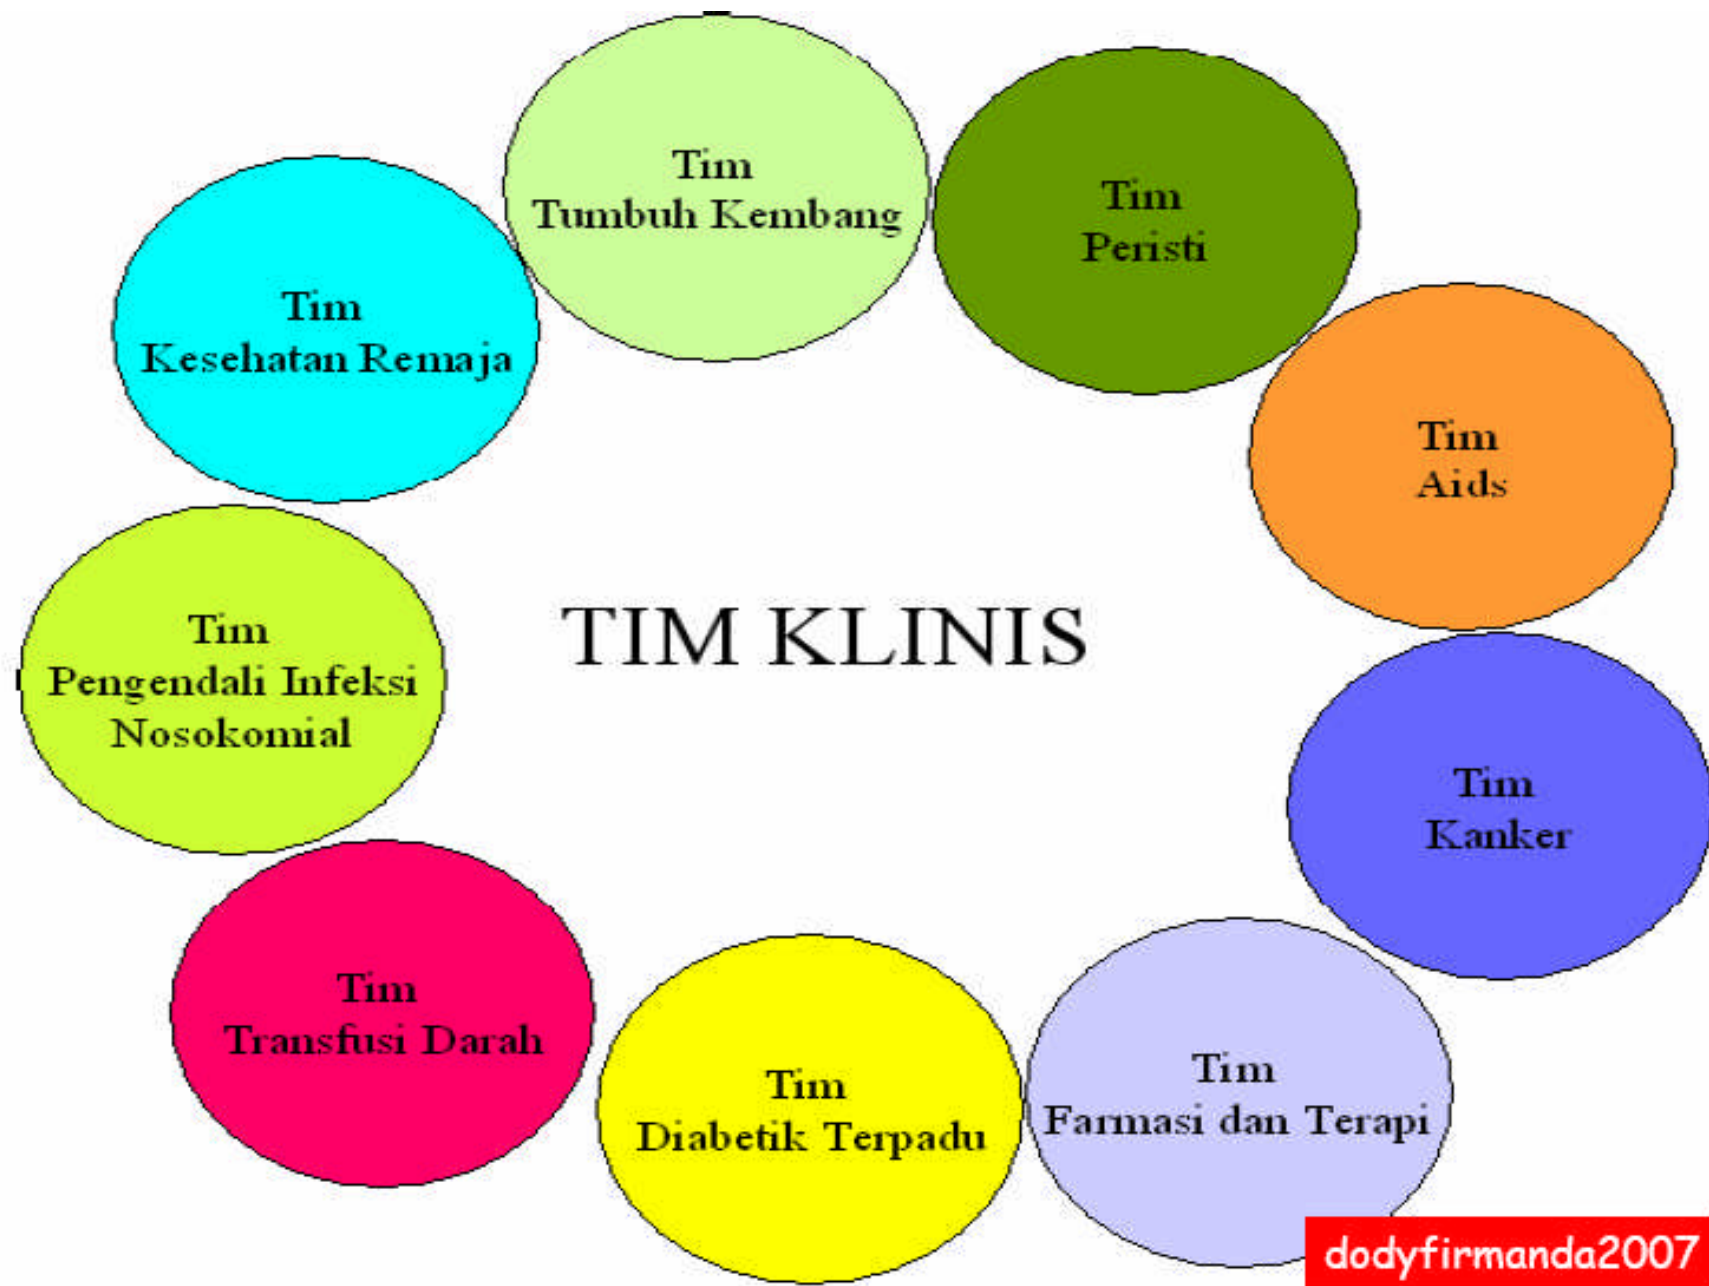 Tim
Tumbuh Kembang
Tim
Peristi
Tim
Kesehatan Remaja
Tim
Aids
TIM KLINIS
Tim
Pengendali Infeksi
Nosokomial
Tim
Kanker
Tim
Transfusi Darah
Tim
Diabetik Terpadu
Tim
Farmasi dan Terapi
dodyfirmanda2007